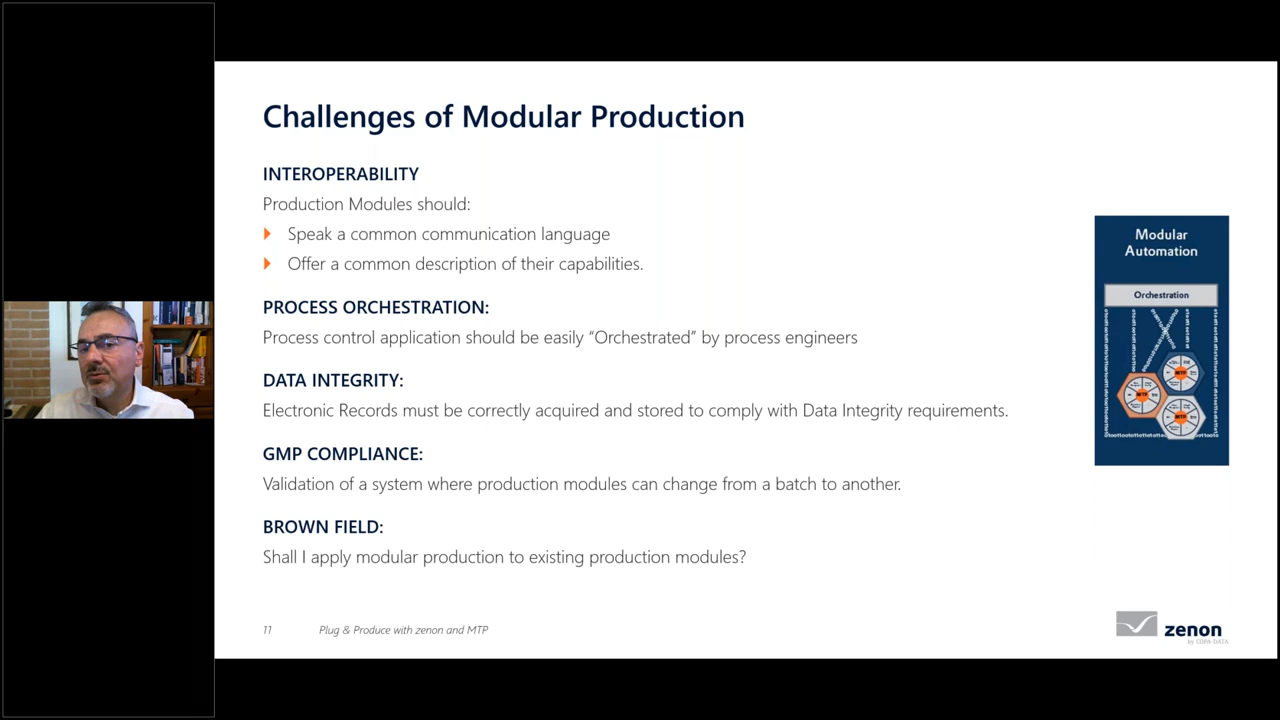 Challenges of Modular Production
INTEROPERABILITY
Production Modules should:
Speak a common communication language
Offer a common description of their capabilities.
PROCESS ORCHESTRATION:
Process control application should be easily “Orchestrated” by process engineers
DATA INTEGRITY:
Electronic Records must be correctly acquired and stored to comply with Data Integrity requirements.
GMP COMPLIANCE:
Validation of a system where production modules can change from a batch to another.
BROWN FIELD:
Shall I apply modular production to existing production modules?
Modular
Automation
Orchestration
MTP
MTP
MTP
11
Plug & Produce with zenon and MTP
zenon
by COPA-DATA